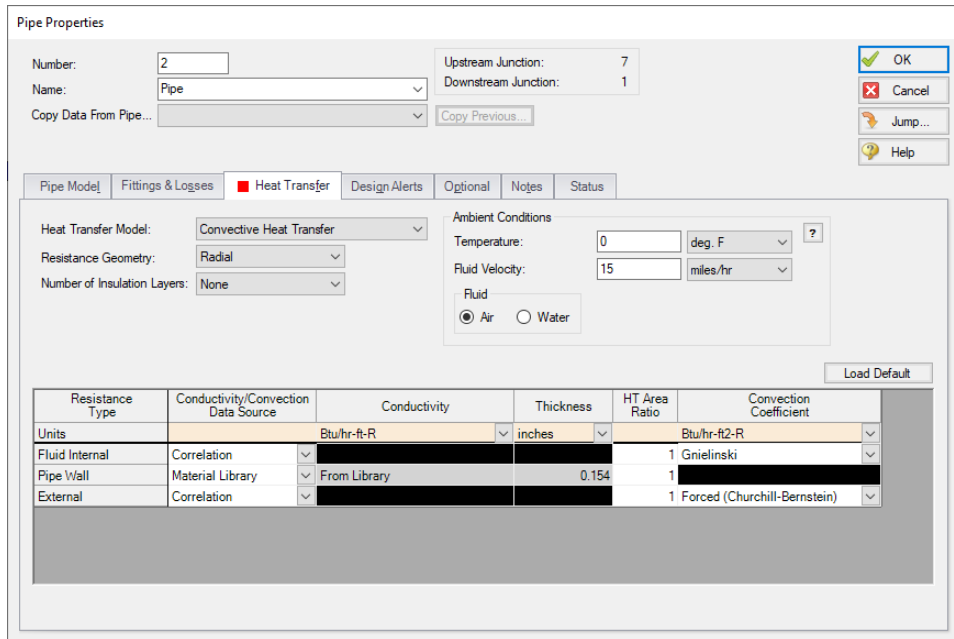 Pipe Properties
Number: 2
Name: Pipe
Copy Data From Pipe...
Copy Previous...
Upstream Junction: 7
Downstream Junction: 1
OK
Cancel
Jump...
Help
Pipe Model Fittings & Losses Heat Transfer Design Alerts Optional Notes Status
Heat Transfer Model: Convective Heat Transfer
Resistance Geometry: Radial
Number of Insulation Layers: None
Ambient Conditions
Temperature: 0 deg. F ?
Fluid Velocity: 15 miles/hr
Fluid
Air Water
Load Default
Resistance Type Conductivity/Convection Data Source Conductivity Thickness HT Area Ratio Convection Coefficient
Units Btu/hr-ft-R inches Btu/hr-ft2-R
Fluid Internal Correlation 1 Gnielinski
Pipe Wall Material Library From Library 0.154 1
External Correlation 1 Forced (Churchill-Bernstein)